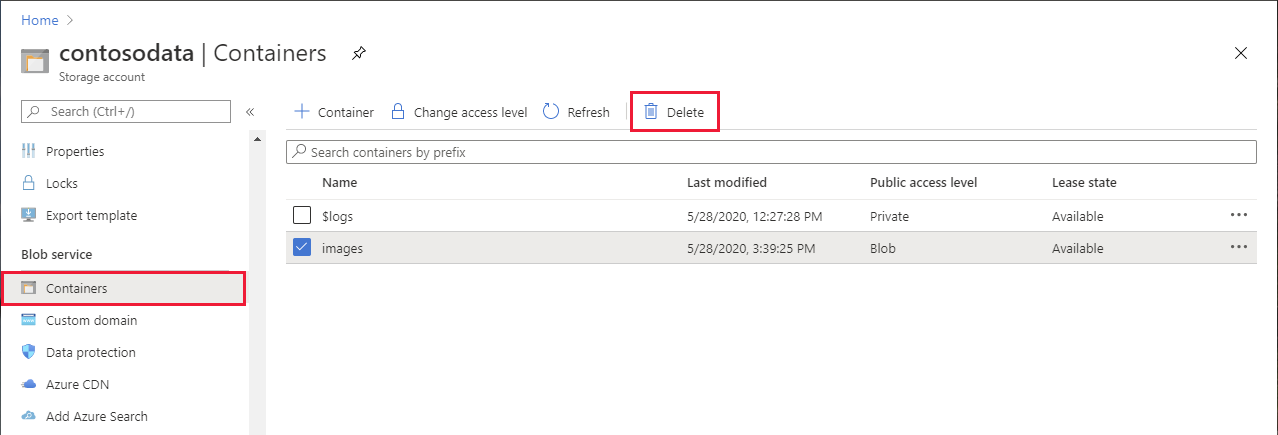 Home
contosodata | Containers
Storage account
Search (Ctrl+/)
Properties
Locks
Export template
Blob service
Containers
Custom domain
Data protection
Azure CDN
Add Azure Search
Container Change access level Refresh Delete
Search containers by prefix
Name Last modified Public access level Lease state
$logs 5/28/2020, 12:27:28 PM Private Available
images 5/28/2020, 3:39:25 PM Blob Available